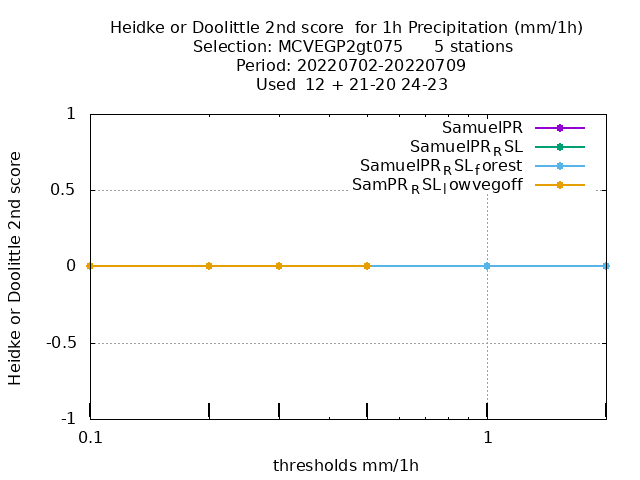 Heidke or Doolittle 2nd score  for 1h Precipitation (mm/1h)
Selection: MCVEGP2gt075      5 stations
Period: 20220702-20220709
Used  12 + 21-20 24-23
SamuelPR
SamuelPR_RSL
SamuelPR_RSL_forest
SamPR_RSL_lowvegoff
Heidke or Doolittle 2nd score
1
0.5
0
-0.5
-1
0.1
1
thresholds mm/1h